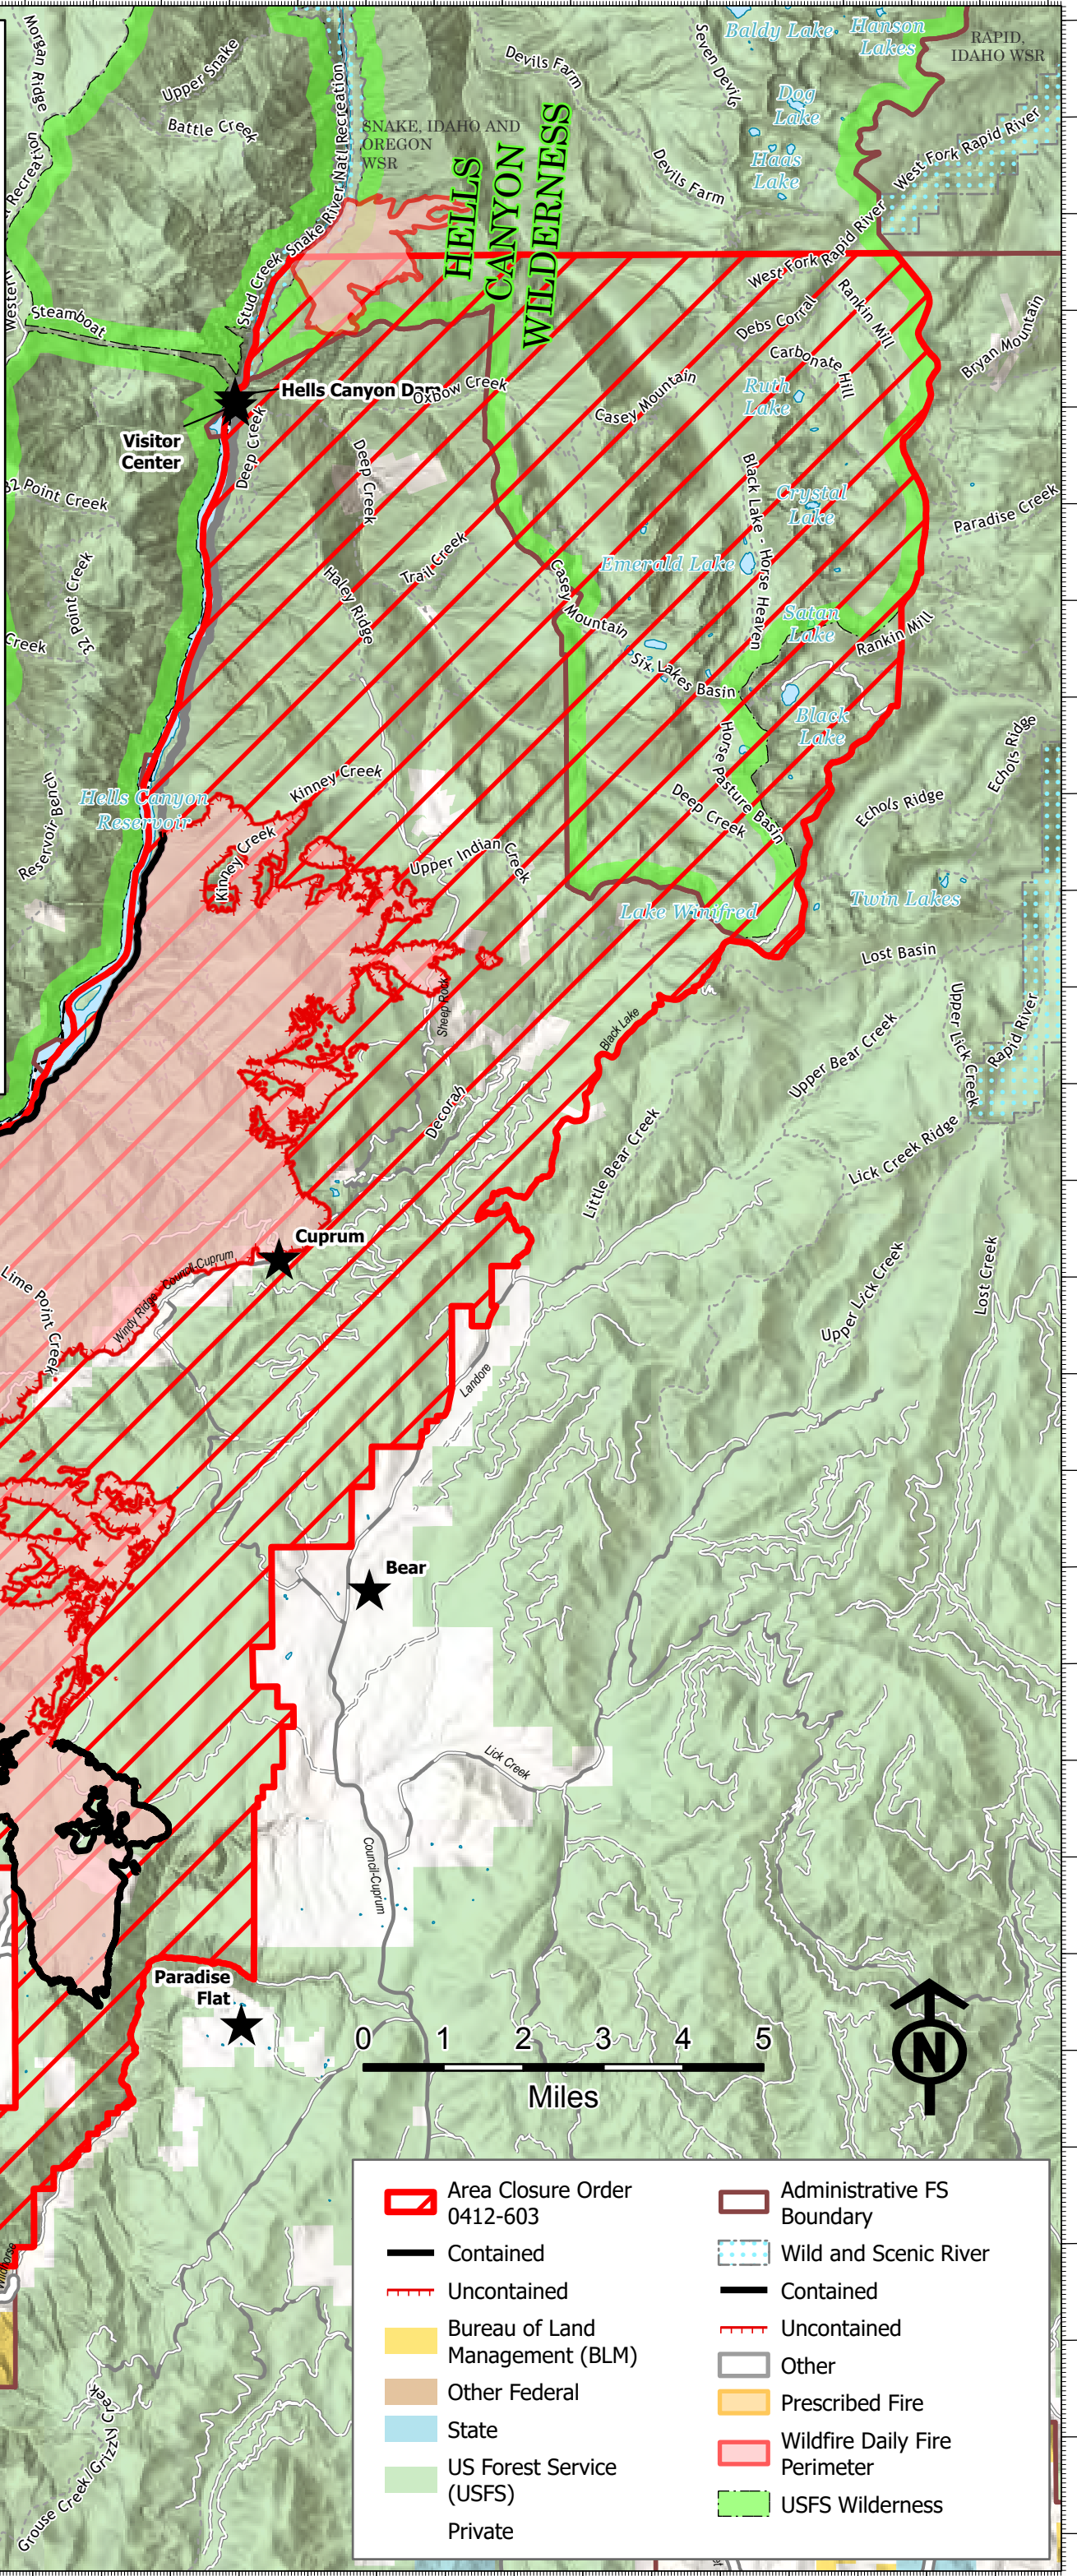 Morgan Ridge
Upper Snake
Battle Creek
Devils Farm
Seven Devils
Baldy Lake
Hanson
Lakes
RAPID,
IDAHO WSR
Dog
Lake
Haas
Lake
West Fork Rapid River
Devils Farm
Snake River Natl Recreation
SNAKE, IDAHO AND
OREGON
WSR
HELLS
CANYON
WILDERNESS
Recreation
Western
Steamboat
Stud Creek
West Fork Rapid River
Rankin Mill
Debs Corral
Carbonate Hill
Bryan Mountain
Ruth
Lake
Hells Canyon Dam
Oxbow Creek
Casey Mountain
Visitor
Center
Deep Creek
Deep Creek
32 Point Creek
32 Point Creek
Creek
Haley Ridge
Trail Creek
Casey Mountain
Black Lake - Horse Heaven
Crystal
Lake
Paradise Creek
Emerald Lake
Satan
Lake
Rankin Mill
Six Lakes Basin
Black
Lake
Horse Pasture Basin
Echols Ridge
Echols Ridge
Deep Creek
Kinney Creek
Kinney Creek
Hells Canyon
Reservoir
Reservoir Bench
Upper Indian Creek
Lake Winifred
Twin Lakes
Lost Basin
Sheep Rock
Black Lake
Upper Bear Creek
Upper Lick Creek
Rapid River
Decorah
Little Bear Creek
Lick Creek Ridge
Cuprum
Council-Cuprum
Windy Ridge
Lime Point Creek
Upper Lick Creek
Lost Creek
Landore
Bear
Lick Creek
Council-Cuprum
Paradise
Flat
0 1 2 3 4 5
Miles
N
Wildhorse
Grouse Creek/Grizzly Creek
Area Closure Order
0412-603
Contained
Uncontained
Bureau of Land
Management (BLM)
Other Federal
State
US Forest Service
(USFS)
Private
Administrative FS
Boundary
Wild and Scenic River
Contained
Uncontained
Other
Prescribed Fire
Wildfire Daily Fire
Perimeter
USFS Wilderness